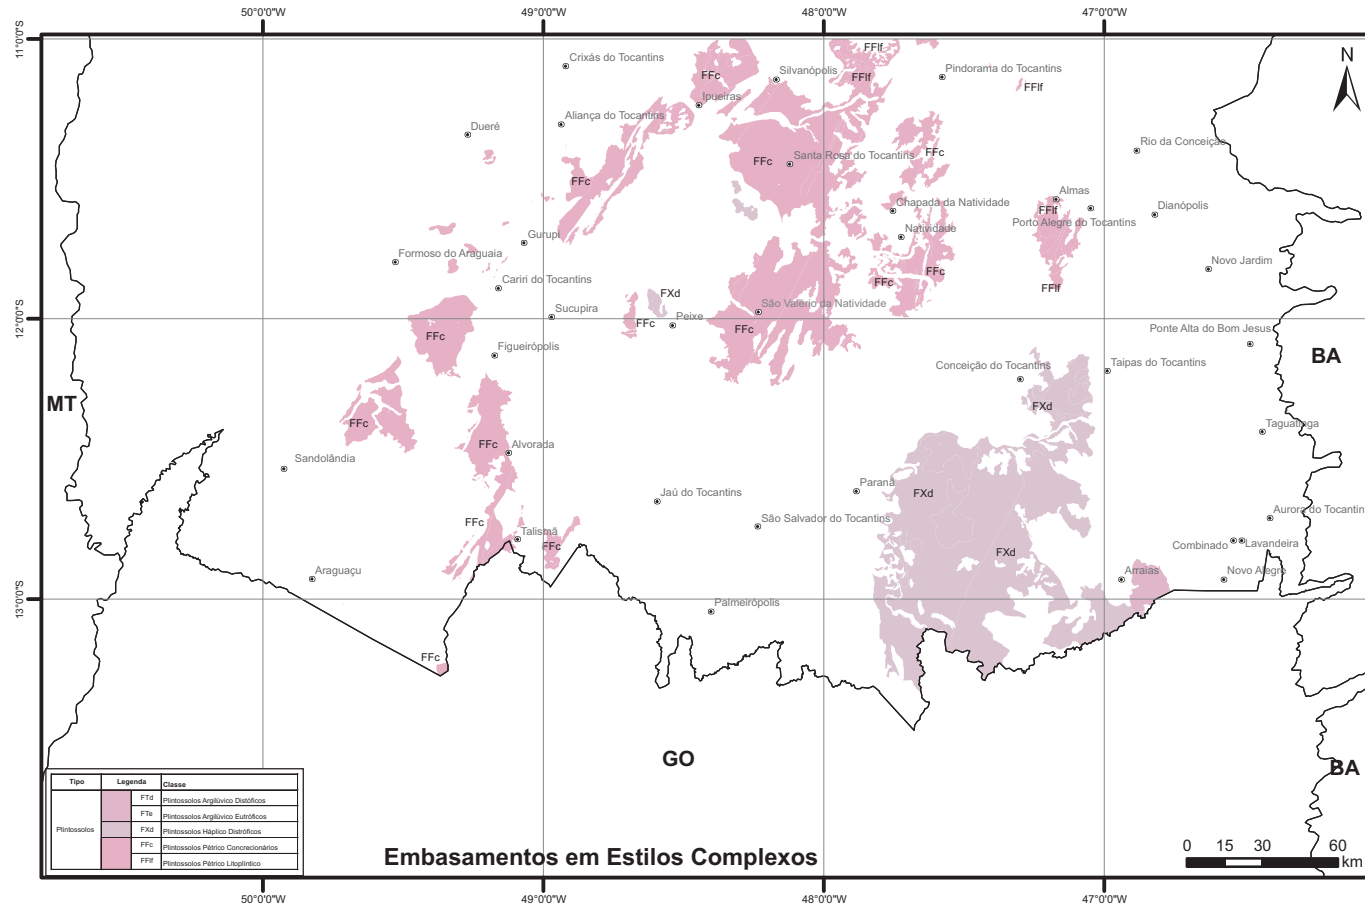 50°0'0"W
49°0'0"W
48°0'0"W
47°0'0"W
11°0'0"S
12°0'0"S
13°0'0"S
N
Crixás do Tocantins
FFc
Silvanópolis
FFlf
FFlf
Pindorama do Tocantins
FFlf
Ipueiras
Aliança do Tocantins
Dueré
Rio da Conceição
FFc
Santa Rosa do Tocantins
FFc
FFc
Almas
FFlf
Chapada da Natividade
Porto Alegre do Tocantins
Dianópolis
Natividade
Gurupi
Formoso do Araguaia
Novo Jardim
FFc
FFc
FFlf
Cariri do Tocantins
FXd
São Valério da Natividade
Sucupira
FFc
Peixe
FFc
Ponte Alta do Bom Jesus
FFc
Figueirópolis
BA
Conceição do Tocantins
Taipas do Tocantins
MT
FXd
FFc
Taguatinga
FFc
Alvorada
Sandolândia
Paranã
FXd
Jaú do Tocantins
Aurora do Tocantin
FFc
São Salvador do Tocantins
Talismã
FFc
FXd
Combinado
Lavandeira
Araguaçu
Arraias
Novo Alegre
Palmeirópolis
FFc
GO
BA
Tipo
Legenda
Classe
Plintossolos
FTd
Plintossolos Argilúvico Distóficos
FTe
Plintossolos Argilúvico Eutróficos
FXd
Plintossolos Háplico Distróficos
FFc
Plintossolos Pétrico Concrecionários
FFlf
Plintossolos Pétrico Litoplíntico
Embasamentos em Estilos Complexos
0 15 30 60
km
50°0'0"W
49°0'0"W
48°0'0"W
47°0'0"W